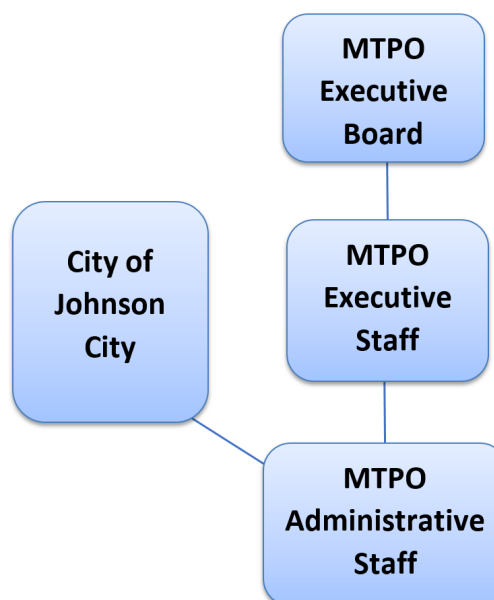 MTPO
Executive
Board
City of
Johnson
City
MTPO
Executive
Staff
MTPO
Administrative
Staff